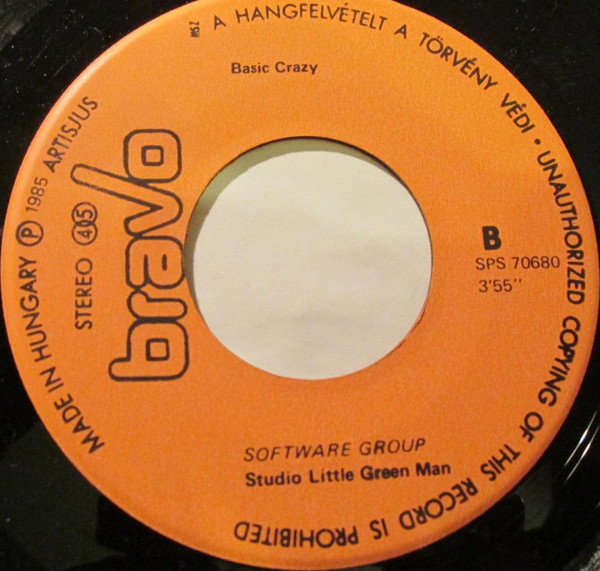 MADE IN HUNGARY Ⓟ 1985 ARTISJUS
MSZ A HANGFELVÉTELT A TÖRVÉNY VÉDI · UNAUTHORIZED COPYING OF THIS RECORD IS PROHIBITED
Basic Crazy
STEREO 45
bravo
B
SPS 70680
3'55''
SOFTWARE GROUP
Studio Little Green Man